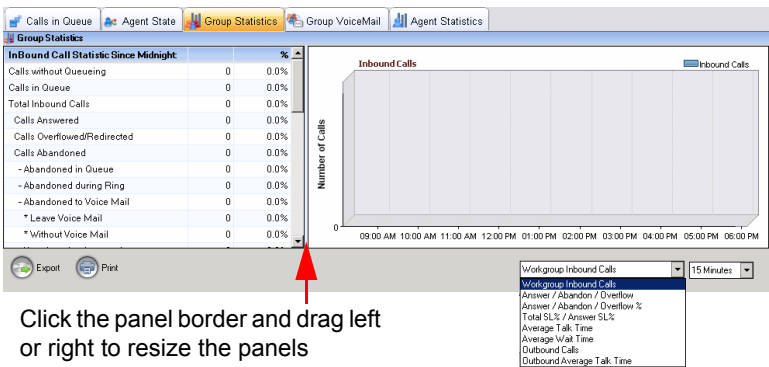 Calls in Queue Agent State Group Statistics Group VoiceMail Agent Statistics
Group Statistics
InBound Call Statistic Since Midnight: %
Calls without Queueing 0 0.0%
Calls in Queue 0 0.0%
Total Inbound Calls 0 0.0%
Calls Answered 0 0.0%
Calls Overflowed/Redirected 0 0.0%
Calls Abandoned 0 0.0%
- Abandoned in Queue 0 0.0%
- Abandoned during Ring 0 0.0%
- Abandoned to Voice Mail 0 0.0%
* Leave Voice Mail 0 0.0%
* Without Voice Mail 0 0.0%
Inbound Calls
Inbound Calls
Number of Calls
0
09:00 AM 10:00 AM 11:00 AM 12:00 PM 01:00 PM 02:00 PM 03:00 PM 04:00 PM 05:00 PM 06:00 PM
Export Print
Workgroup Inbound Calls 15 Minutes
Workgroup Inbound Calls
Answer / Abandon / Overflow
Answer / Abandon / Overflow %
Total SL% / Answer SL%
Average Talk Time
Average Wait Time
Outbound Calls
Outbound Average Talk Time
Click the panel border and drag left
or right to resize the panels